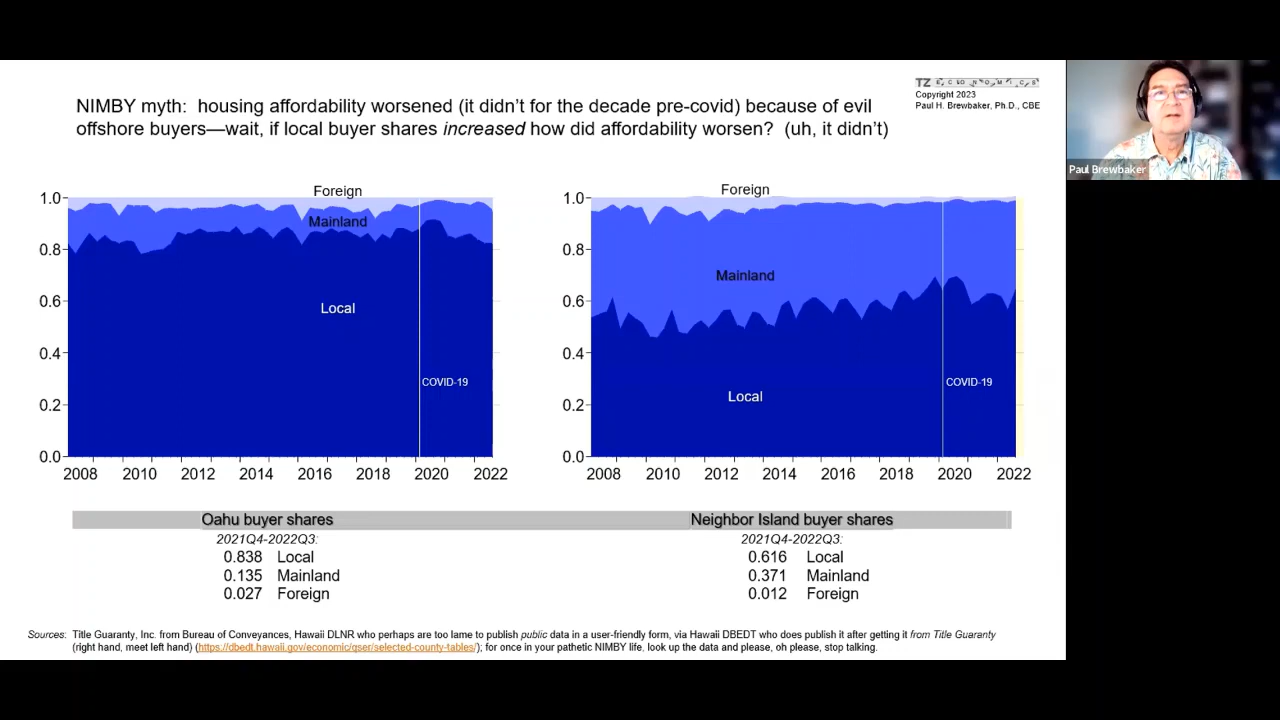 TZ ECONOMICS
Copyright 2023
Paul H. Brewbaker, Ph.D., CBE
Paul Brewbaker
NIMBY myth: housing affordability worsened (it didn't for the decade pre-covid) because of evil
offshore buyers—wait, if local buyer shares increased how did affordability worsen? (uh, it didn't)
Foreign
1.0
Mainland
0.8
0.6
Local
0.4
COVID-19
0.2
0.0
2008 2010 2012 2014 2016 2018 2020 2022
Foreign
1.0
0.8
Mainland
0.6
0.4
COVID-19
Local
0.2
0.0
2008 2010 2012 2014 2016 2018 2020 2022
Oahu buyer shares
2021Q4-2022Q3:
0.838 Local
0.135 Mainland
0.027 Foreign
Neighbor Island buyer shares
2021Q4-2022Q3:
0.616 Local
0.371 Mainland
0.012 Foreign
Sources: Title Guaranty, Inc. from Bureau of Conveyances, Hawaii DLNR who perhaps are too lame to publish public data in a user-friendly form, via Hawaii DBEDT who does publish it after getting it from Title Guaranty
(right hand, meet left hand) (https://dbedt.hawaii.gov/economic/qser/selected-county-tables/); for once in your pathetic NIMBY life, look up the data and please, oh please, stop talking.